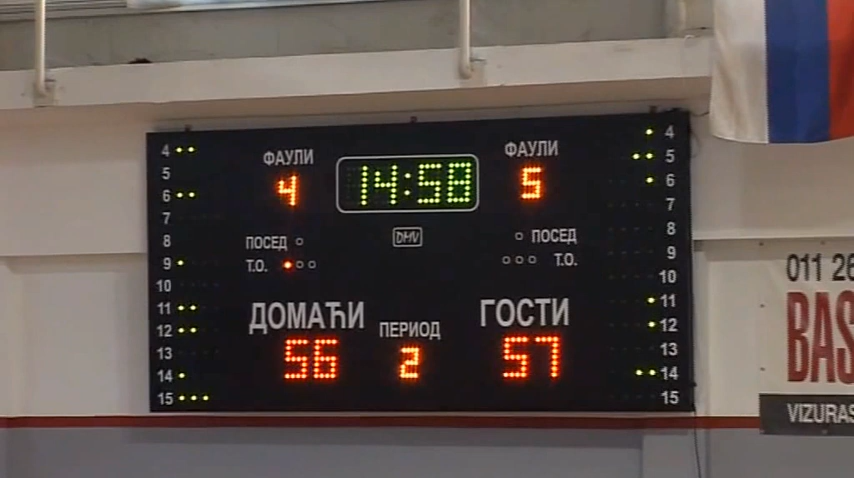 ФАУЛИ ФАУЛИ
4 14:58 5
ПОСЕД ПОСЕД
DMV
Т.О. Т.О.
ДОМАЋИ ПЕРИОД ГОСТИ
56 2 57
4 4
5 5
6 6
7 7
8 8
9 9
10 10
11 11
12 12
13 13
14 14
15 15
011 26
BAS
VIZURAS